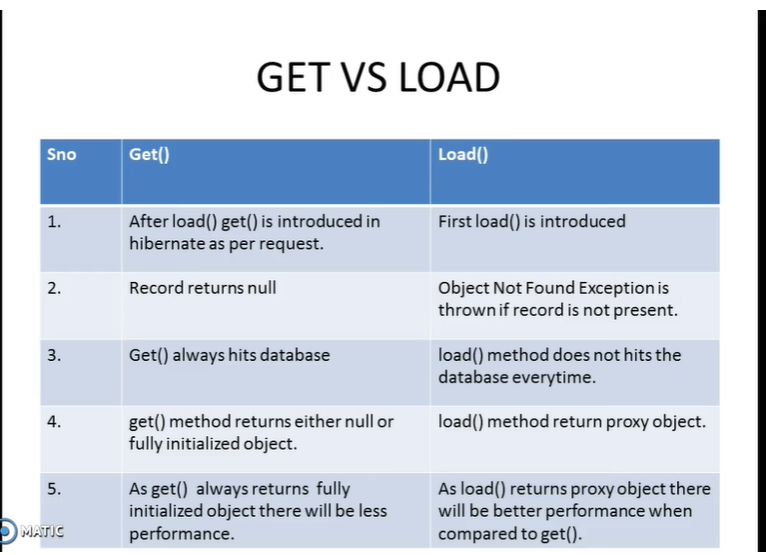 GET VS LOAD
Sno
Get()
Load()
1.
After load() get() is introduced in
hibernate as per request.
First load() is introduced
2.
Record returns null
Object Not Found Exception is
thrown if record is not present.
3.
Get() always hits database
load() method does not hits the
database everytime.
4.
get() method returns either null or
fully initialized object.
load() method return proxy object.
5.
As get() always returns fully
initialized object there will be less
performance.
As load() returns proxy object there
will be better performance when
compared to get().
MATIC